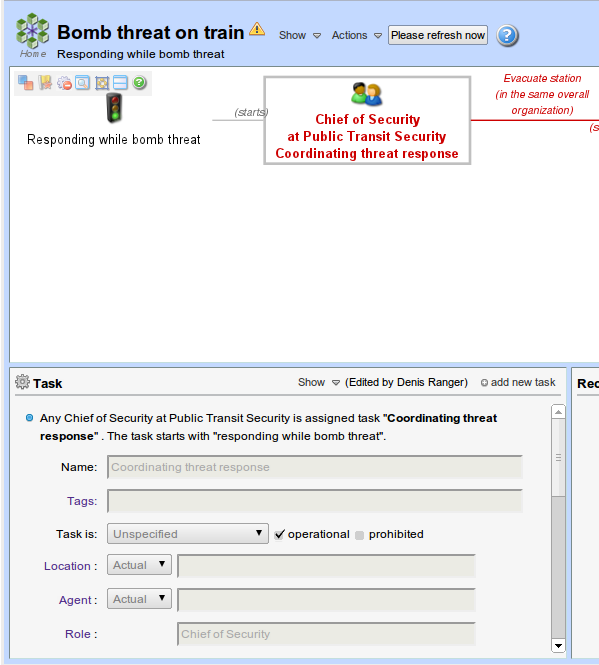 Bomb threat on train Show Actions Please refresh now
Home Responding while bomb threat
Evacuate station
(in the same overall
organization)
(starts)
(s
Chief of Security
at Public Transit Security
Coordinating threat response
Responding while bomb threat
Task Show (Edited by Denis Ranger) add new task
Rec
Any Chief of Security at Public Transit Security is assigned task "Coordinating threat
response" . The task starts with "responding while bomb threat".
Name: Coordinating threat response
Tags:
Task is: Unspecified operational prohibited
Location : Actual
Agent : Actual
Role : Chief of Security